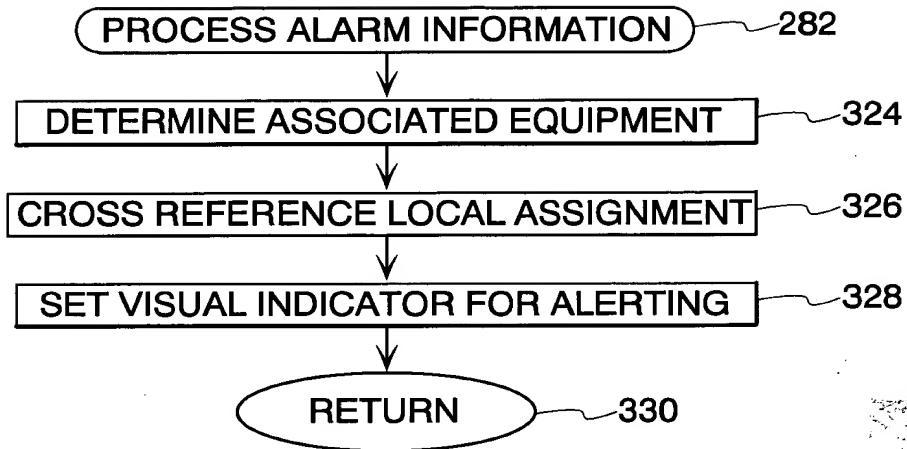 PROCESS ALARM INFORMATION 282
DETERMINE ASSOCIATED EQUIPMENT 324
CROSS REFERENCE LOCAL ASSIGNMENT 326
SET VISUAL INDICATOR FOR ALERTING 328
RETURN 330